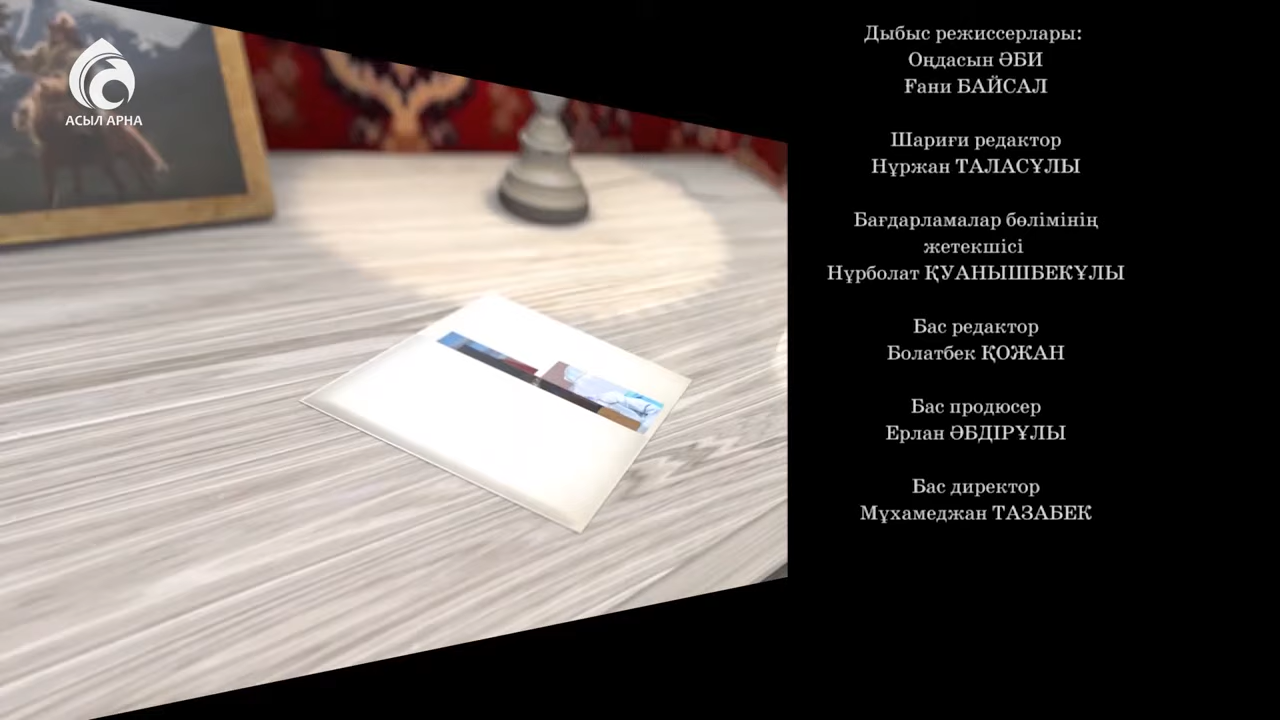 АСЫЛ АРНА
Дыбыс режиссерлары:
Оңдасын ӘБИ
Ғани БАЙСАЛ
Шариғи редактор
Нұржан ТАЛАСҰЛЫ
Бағдарламалар бөлімінің
жетекшісі
Нұрболат ҚУАНЫШБЕКҰЛЫ
Бас редактор
Болатбек ҚОЖАН
Бас продюсер
Ерлан ӘБДІРҰЛЫ
Бас директор
Мұхамеджан ТАЗАБЕК